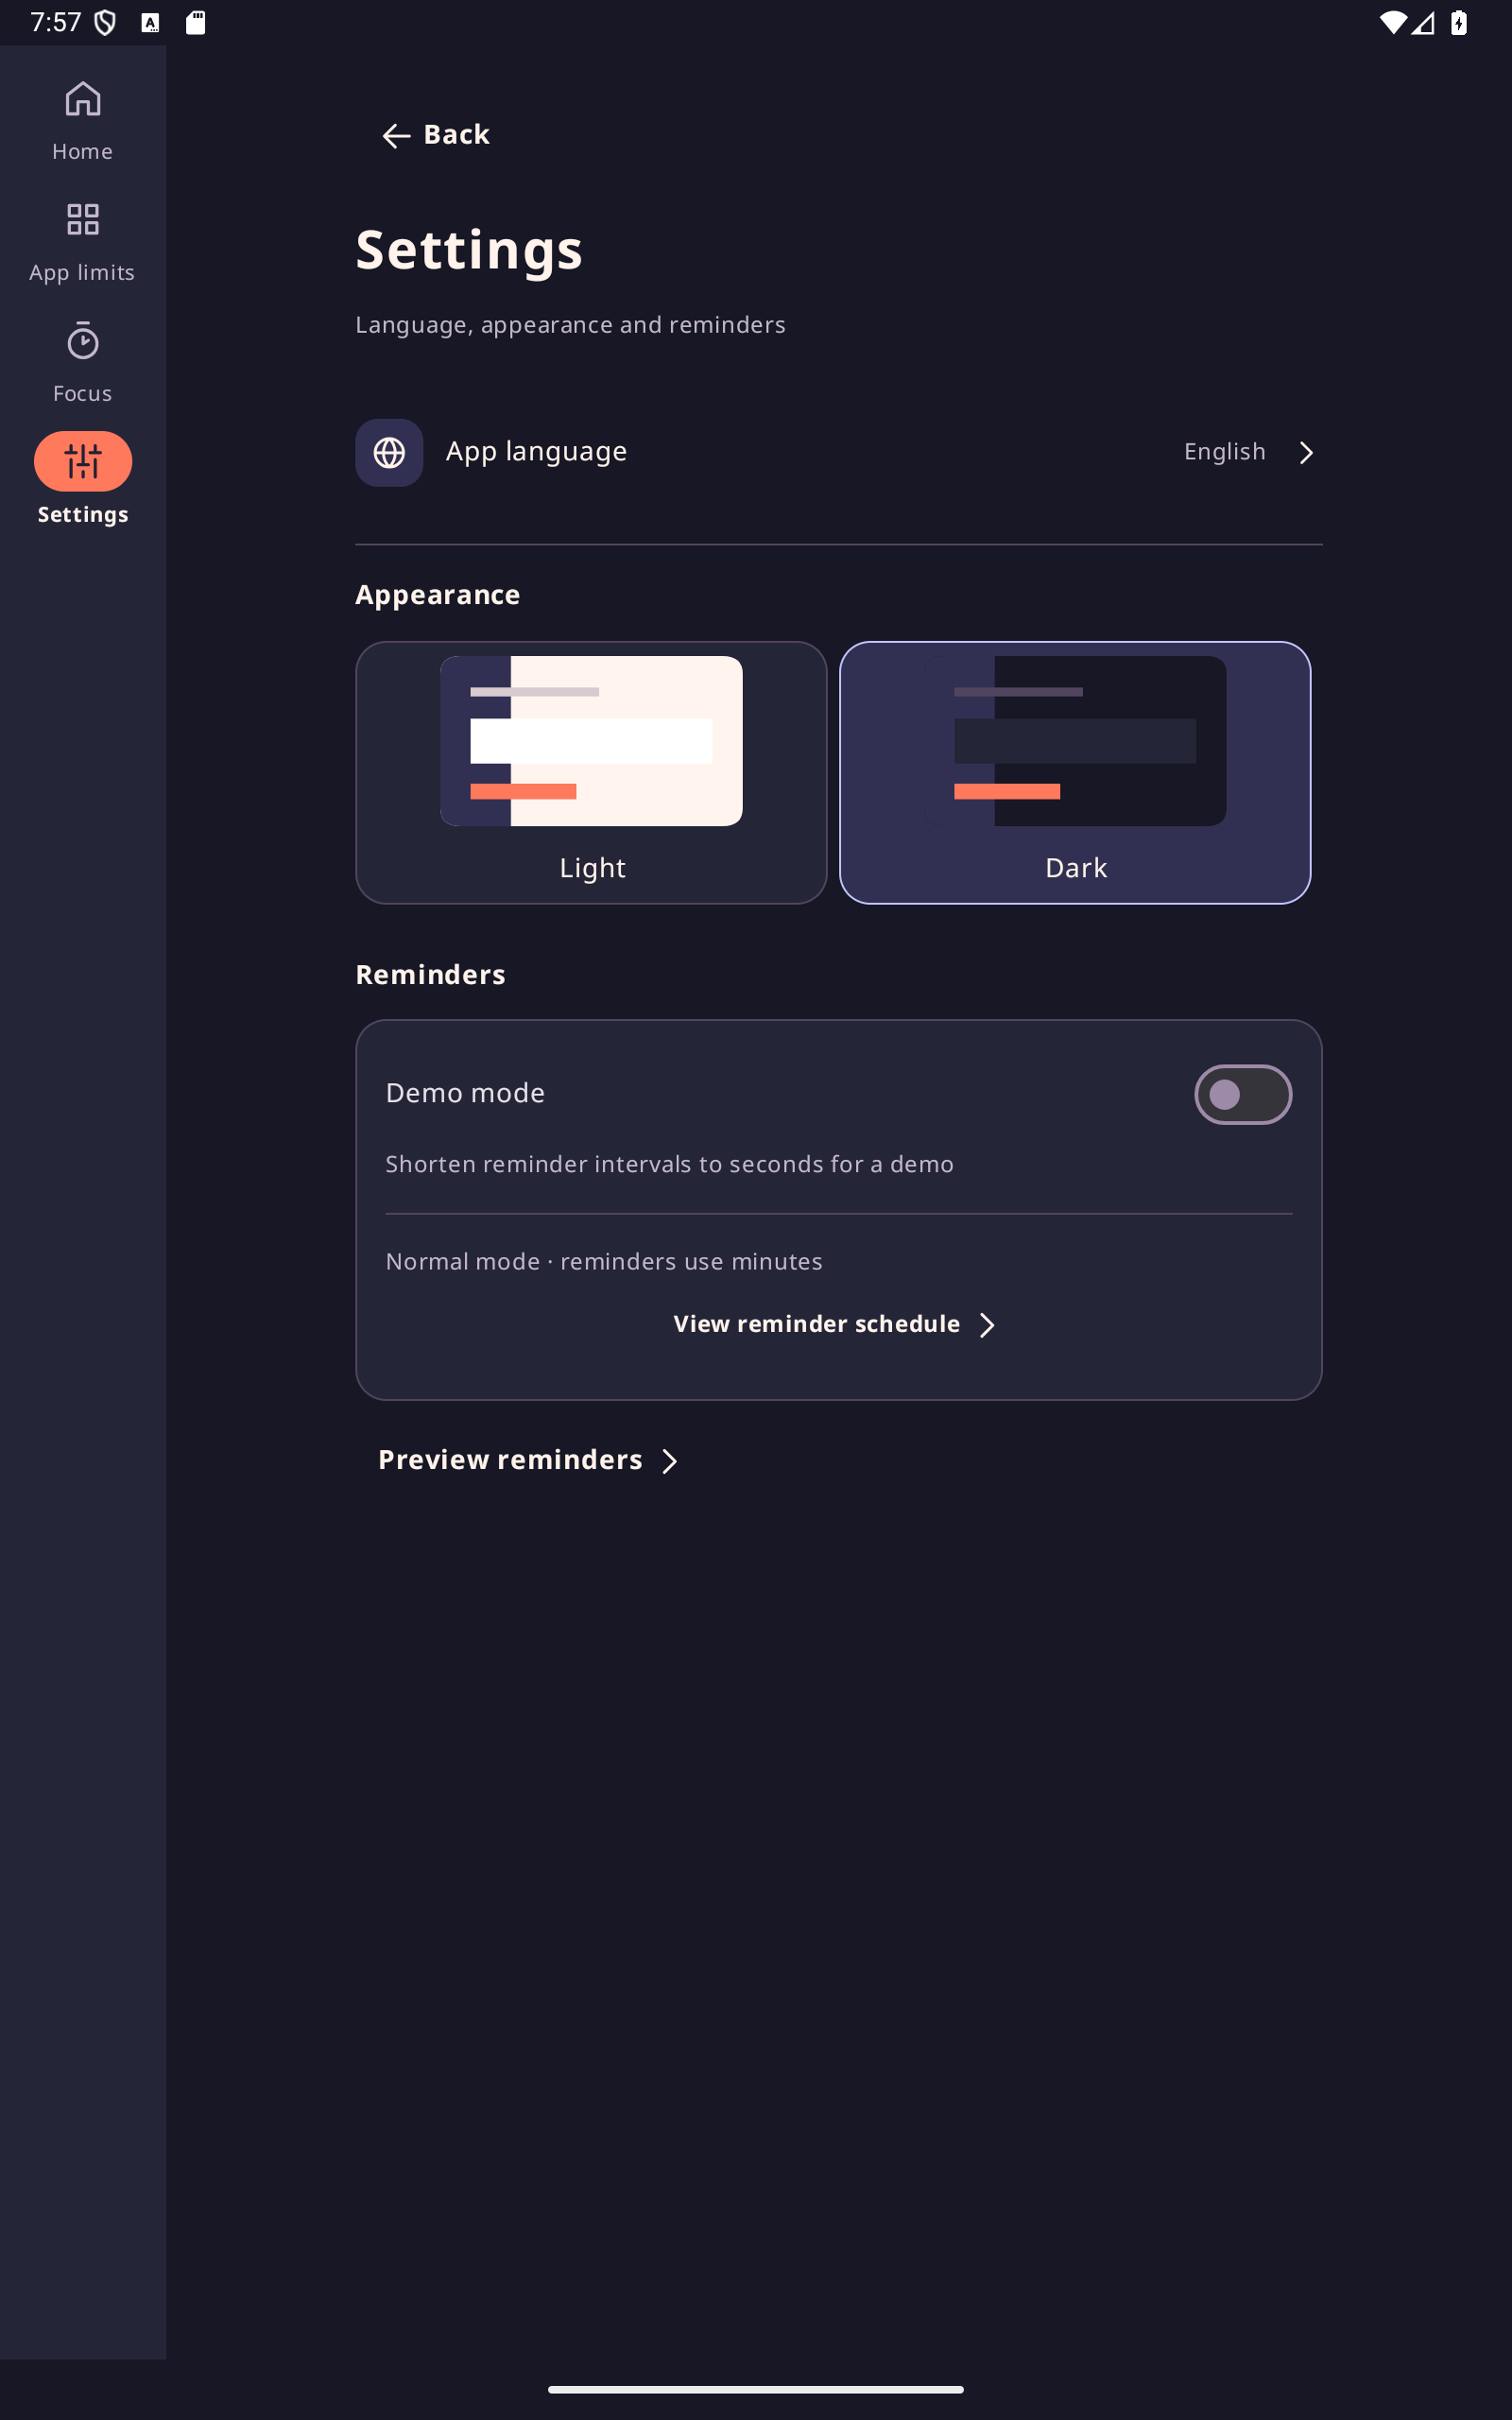 7:57
Home
App limits
Focus
Settings
Back
Settings
Language, appearance and reminders
App language
English
Appearance
Light
Dark
Reminders
Demo mode
Shorten reminder intervals to seconds for a demo
Normal mode · reminders use minutes
View reminder schedule
Preview reminders